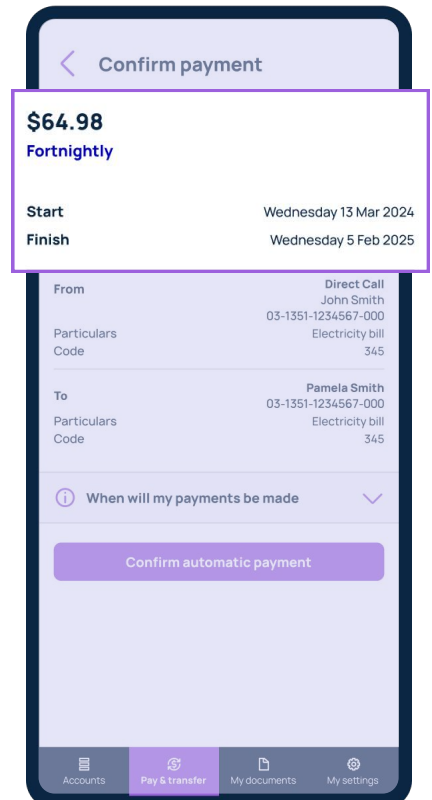 Confirm payment
$64.98
Fortnightly
Start Wednesday 13 Mar 2024
Finish Wednesday 5 Feb 2025
From Direct Call
John Smith
03-1351-1234567-000
Particulars Electricity bill
Code 345
To Pamela Smith
03-1351-1234567-000
Particulars Electricity bill
Code 345
When will my payments be made
Confirm automatic payment
Accounts Pay & transfer My documents My settings